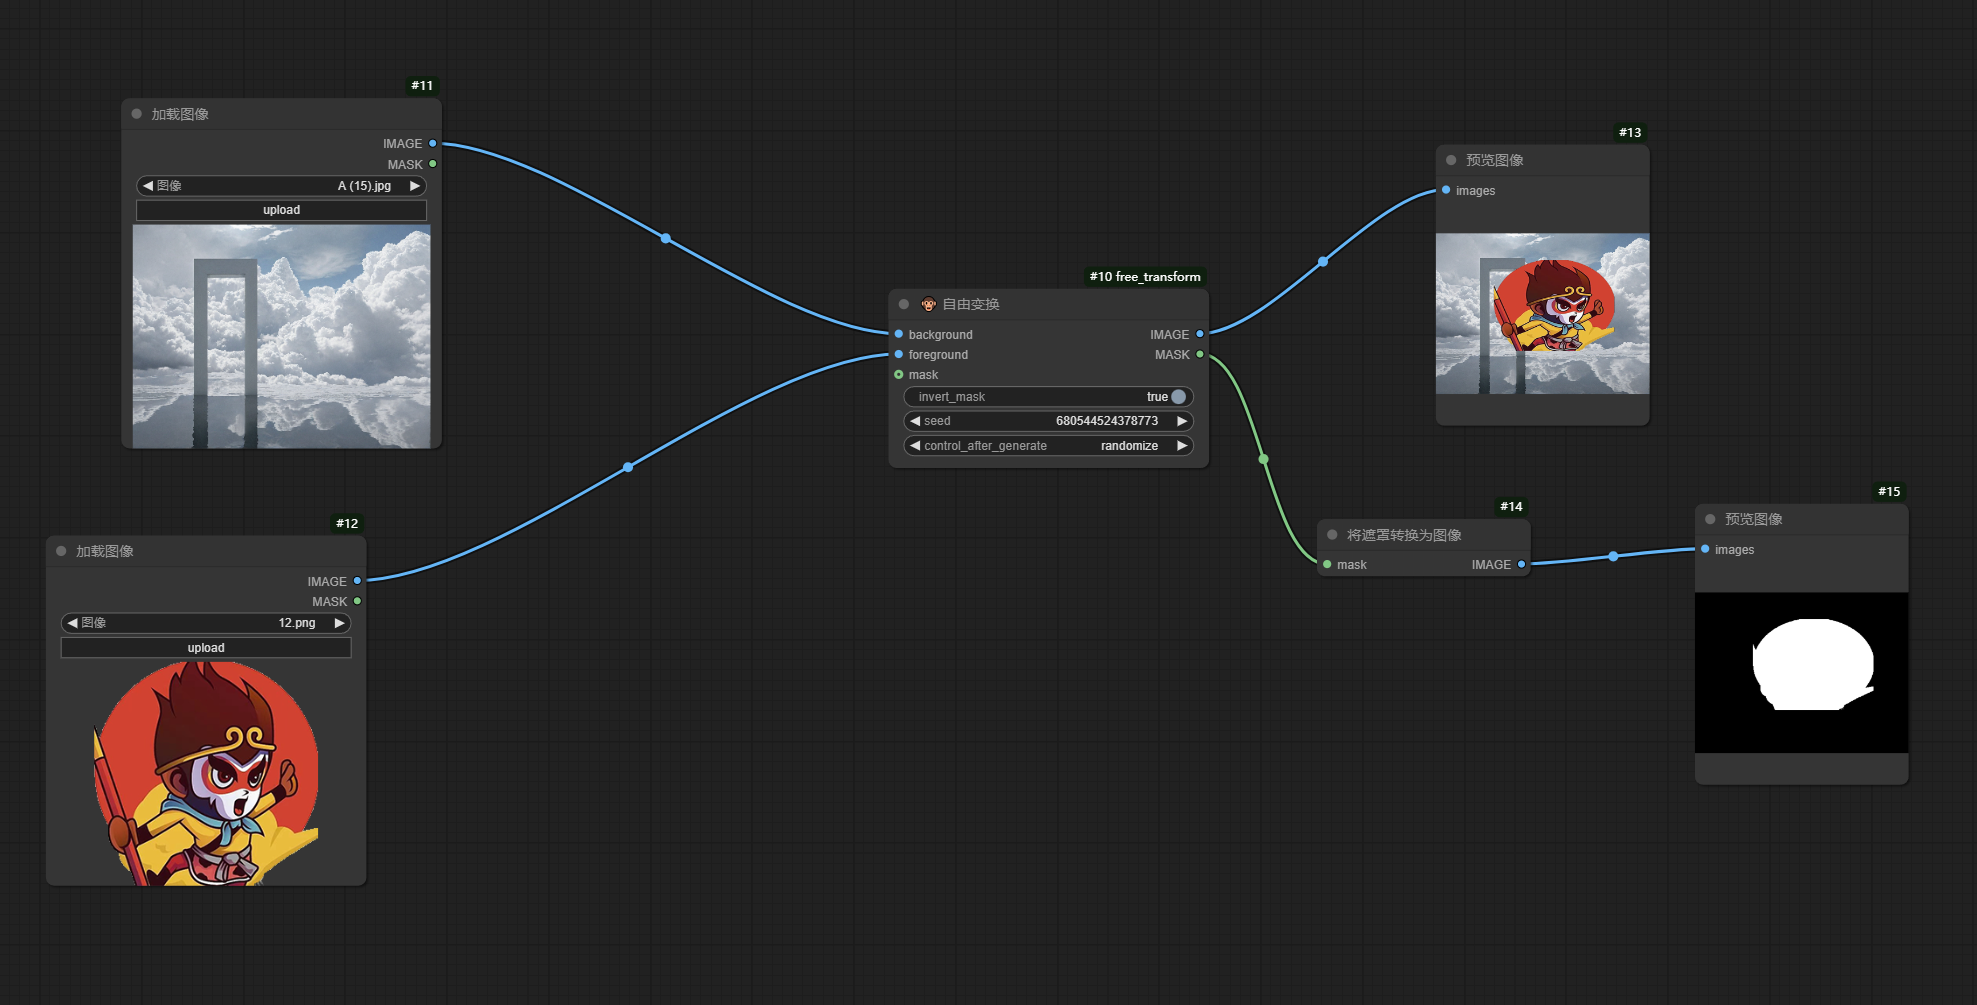 #11
加载图像
IMAGE
MASK
图像 A (15).jpg
upload
#12
加载图像
IMAGE
MASK
图像 12.png
upload
#10 free_transform
自由变换
background IMAGE
foreground MASK
mask
invert_mask true
seed 680544524378773
control_after_generate randomize
#13
预览图像
images
#14
将遮罩转换为图像
mask IMAGE
#15
预览图像
images